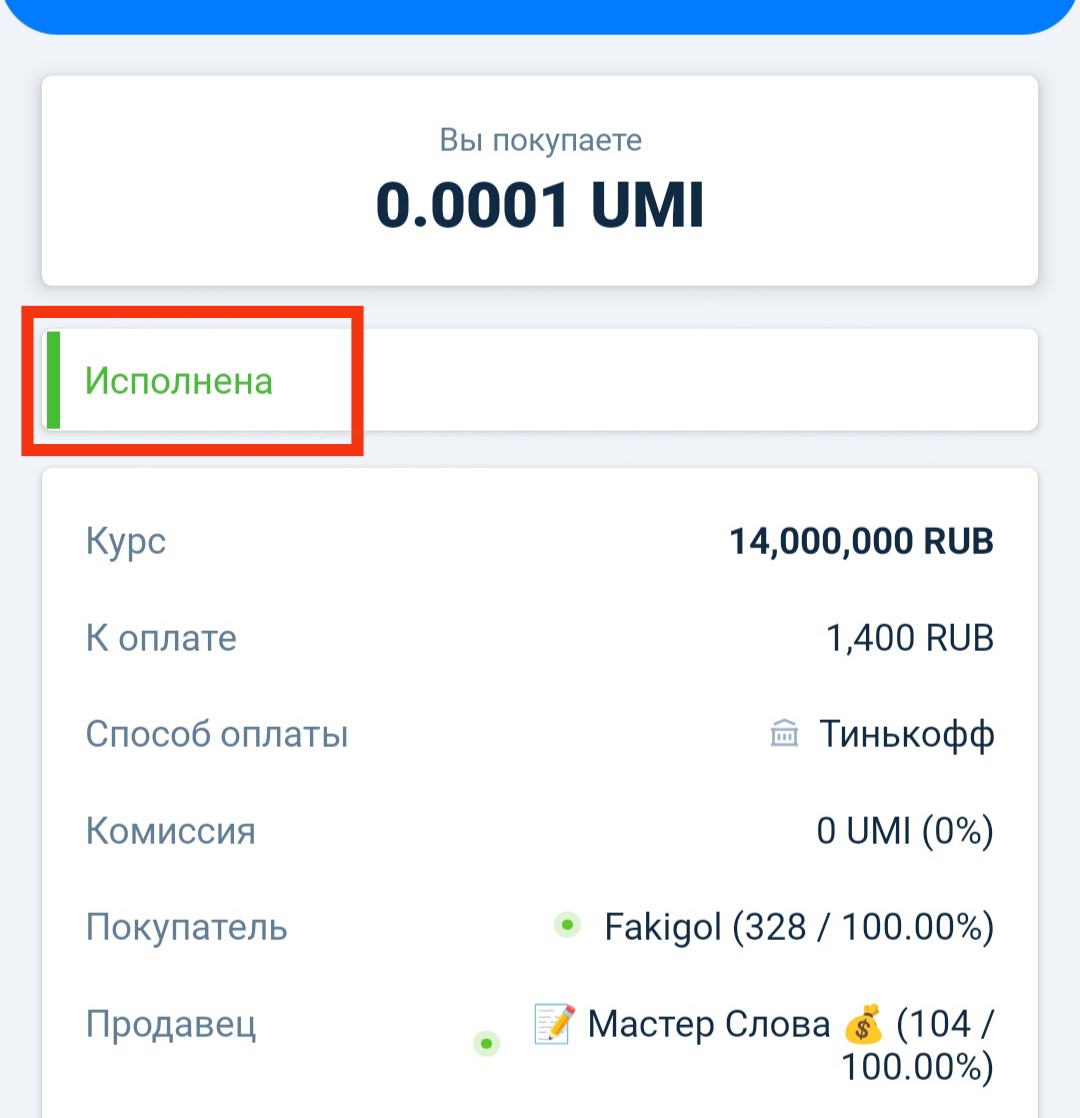 Вы покупаете
0.0001 UMI
Исполнена
Курс 14,000,000 RUB
К оплате 1,400 RUB
Способ оплаты Тинькофф
Комиссия 0 UMI (0%)
Покупатель Fakigol (328 / 100.00%)
Продавец 📝 Мастер Слова 💰 (104 /
100.00%)